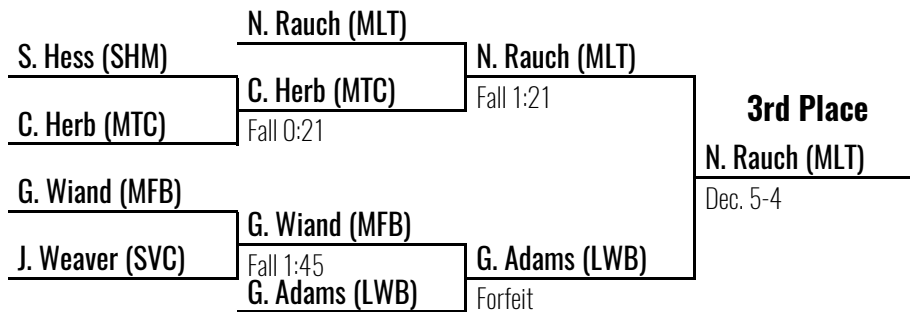 N. Rauch (MLT)
S. Hess (SHM)
N. Rauch (MLT)
C. Herb (MTC)
Fall 1:21
3rd Place
C. Herb (MTC)
Fall 0:21
N. Rauch (MLT)
G. Wiand (MFB)
Dec. 5-4
G. Wiand (MFB)
J. Weaver (SVC)
Fall 1:45
G. Adams (LWB)
G. Adams (LWB)
Forfeit